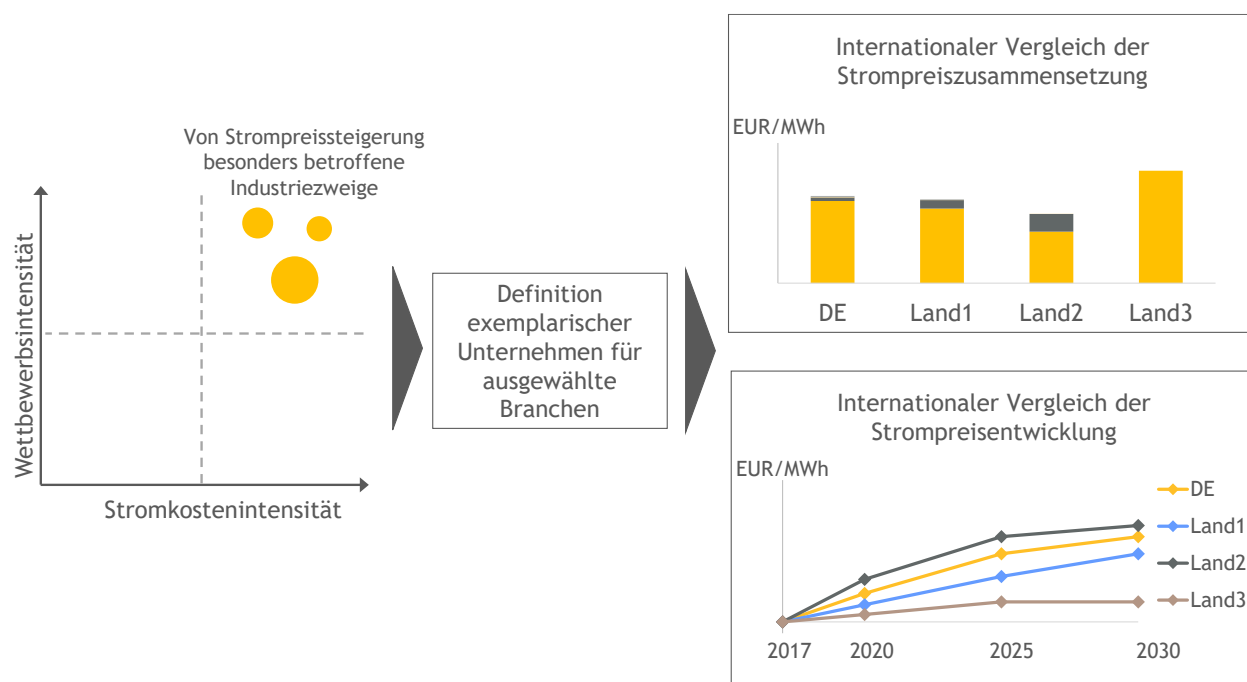 Von Strompreissteigerung
besonders betroffene
Industriezweige
Wettbewerbsintensität
Stromkostenintensität
Definition
exemplarischer
Unternehmen für
ausgewählte
Branchen
Internationaler Vergleich der
Strompreiszusammensetzung
EUR/MWh
DE
Land1
Land2
Land3
Internationaler Vergleich der
Strompreisentwicklung
EUR/MWh
DE
Land1
Land2
Land3
2017
2020
2025
2030